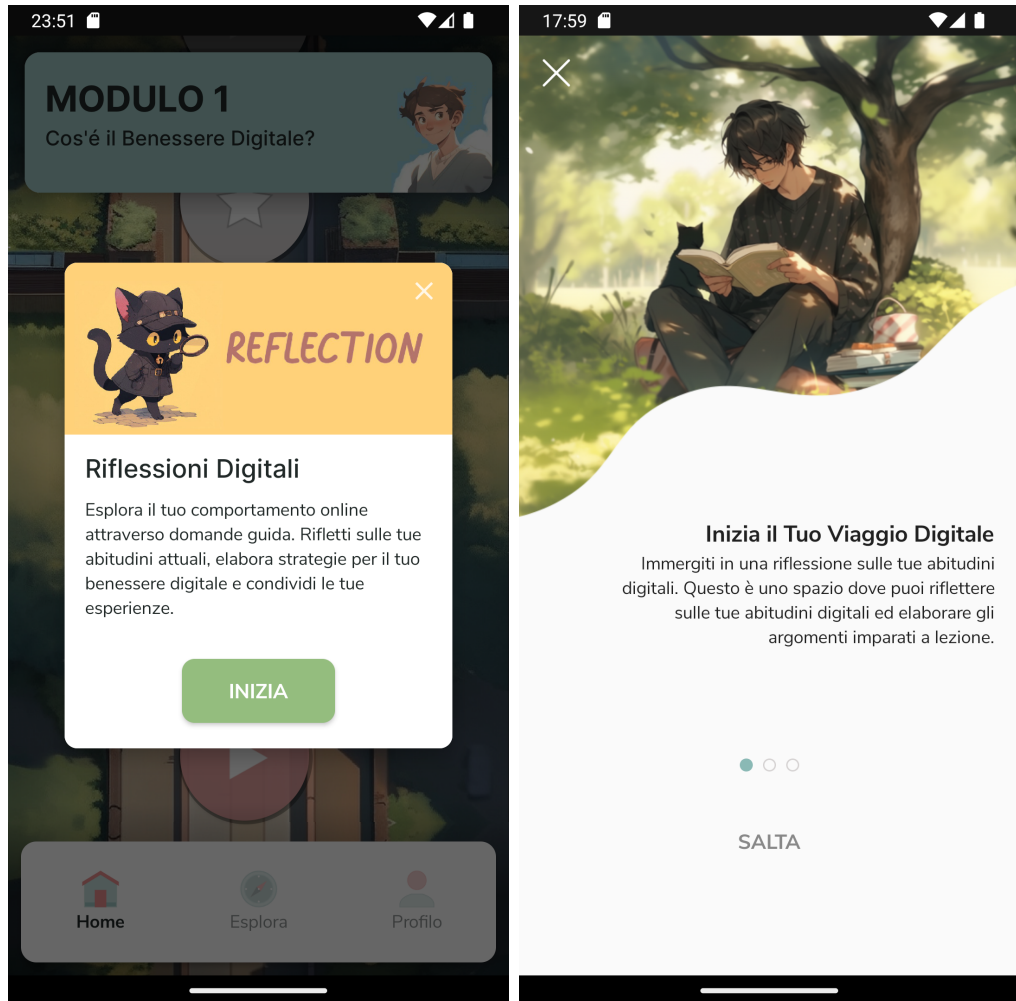 23:51
MODULO 1
Cos'é il Benessere Digitale?
REFLECTION
Riflessioni Digitali
Esplora il tuo comportamento online
attraverso domande guida. Rifletti sulle tue
abitudini attuali, elabora strategie per il tuo
benessere digitale e condividi le tue
esperienze.
INIZIA
Home
Esplora
Profilo
17:59
Inizia il Tuo Viaggio Digitale
Immergiti in una riflessione sulle tue abitudini
digitali. Questo è uno spazio dove puoi riflettere
sulle tue abitudini digitali ed elaborare gli
argomenti imparati a lezione.
SALTA